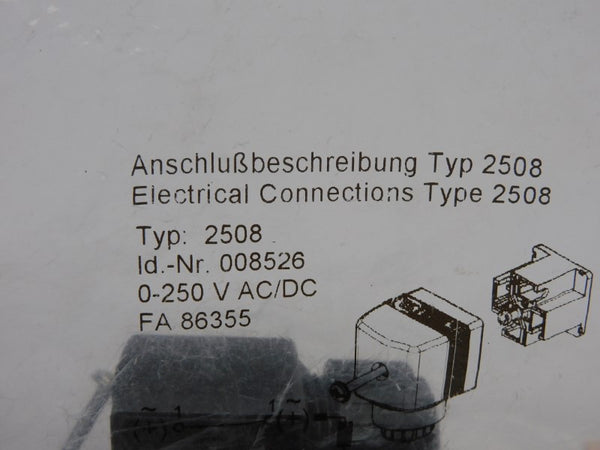 Anschlußbeschreibung Typ 2508
Electrical Connections Type 2508
Typ: 2508
Id.-Nr. 008526
0-250 V AC/DC
FA 86355